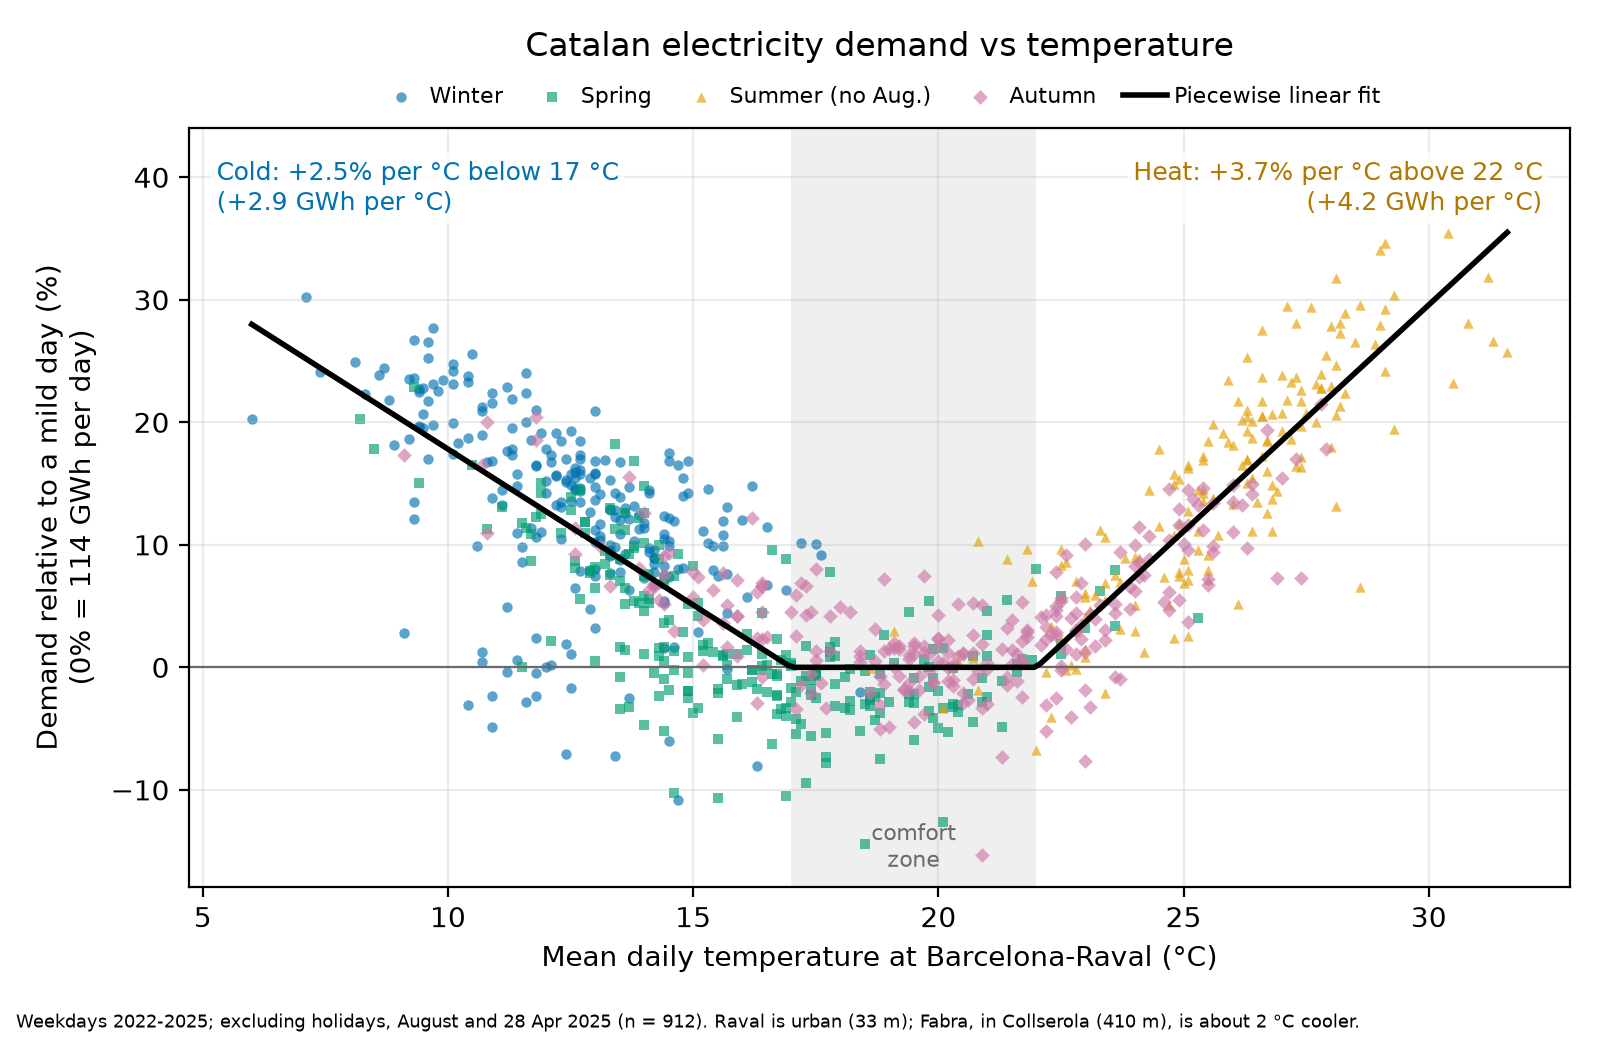 Catalan electricity demand vs temperature
Winter Spring Summer (no Aug.) Autumn Piecewise linear fit
Cold: +2.5% per °C below 17 °C
(+2.9 GWh per °C)
Heat: +3.7% per °C above 22 °C
(+4.2 GWh per °C)
Demand relative to a mild day (%)
(0% = 114 GWh per day)
40
30
20
10
0
−10
comfort
zone
5 10 15 20 25 30
Mean daily temperature at Barcelona-Raval (°C)
Weekdays 2022-2025; excluding holidays, August and 28 Apr 2025 (n = 912). Raval is urban (33 m); Fabra, in Collserola (410 m), is about 2 °C cooler.